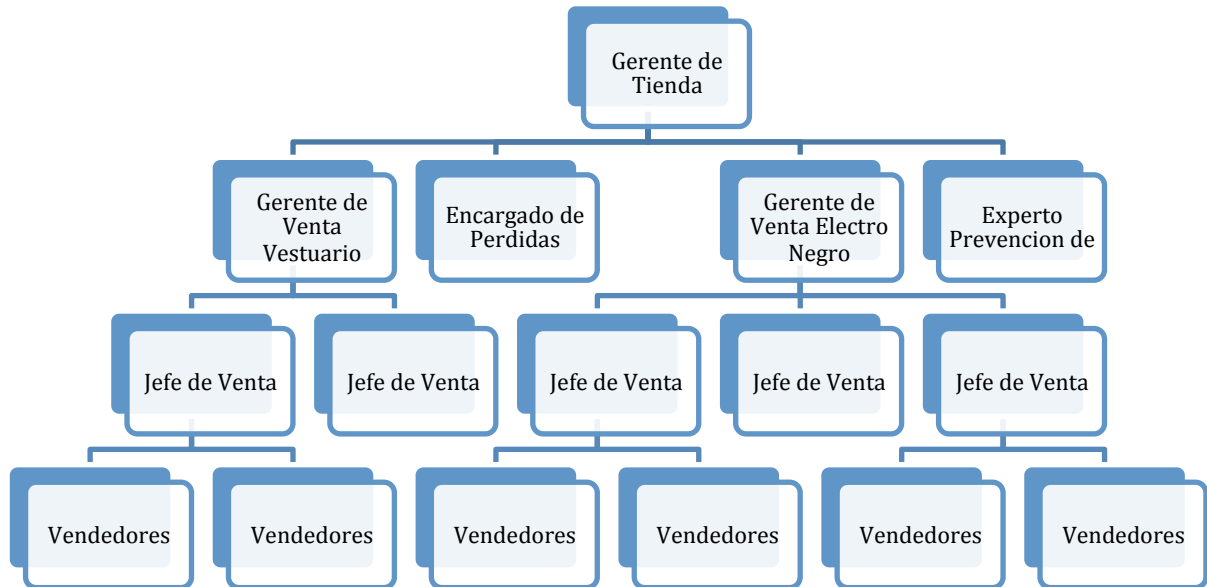 Gerente de
Tienda
Gerente de
Venta
Vestuario
Encargado de
Perdidas
Gerente de
Venta Electro
Negro
Experto
Prevencion de
Jefe de Venta
Jefe de Venta
Jefe de Venta
Jefe de Venta
Jefe de Venta
Vendedores
Vendedores
Vendedores
Vendedores
Vendedores
Vendedores